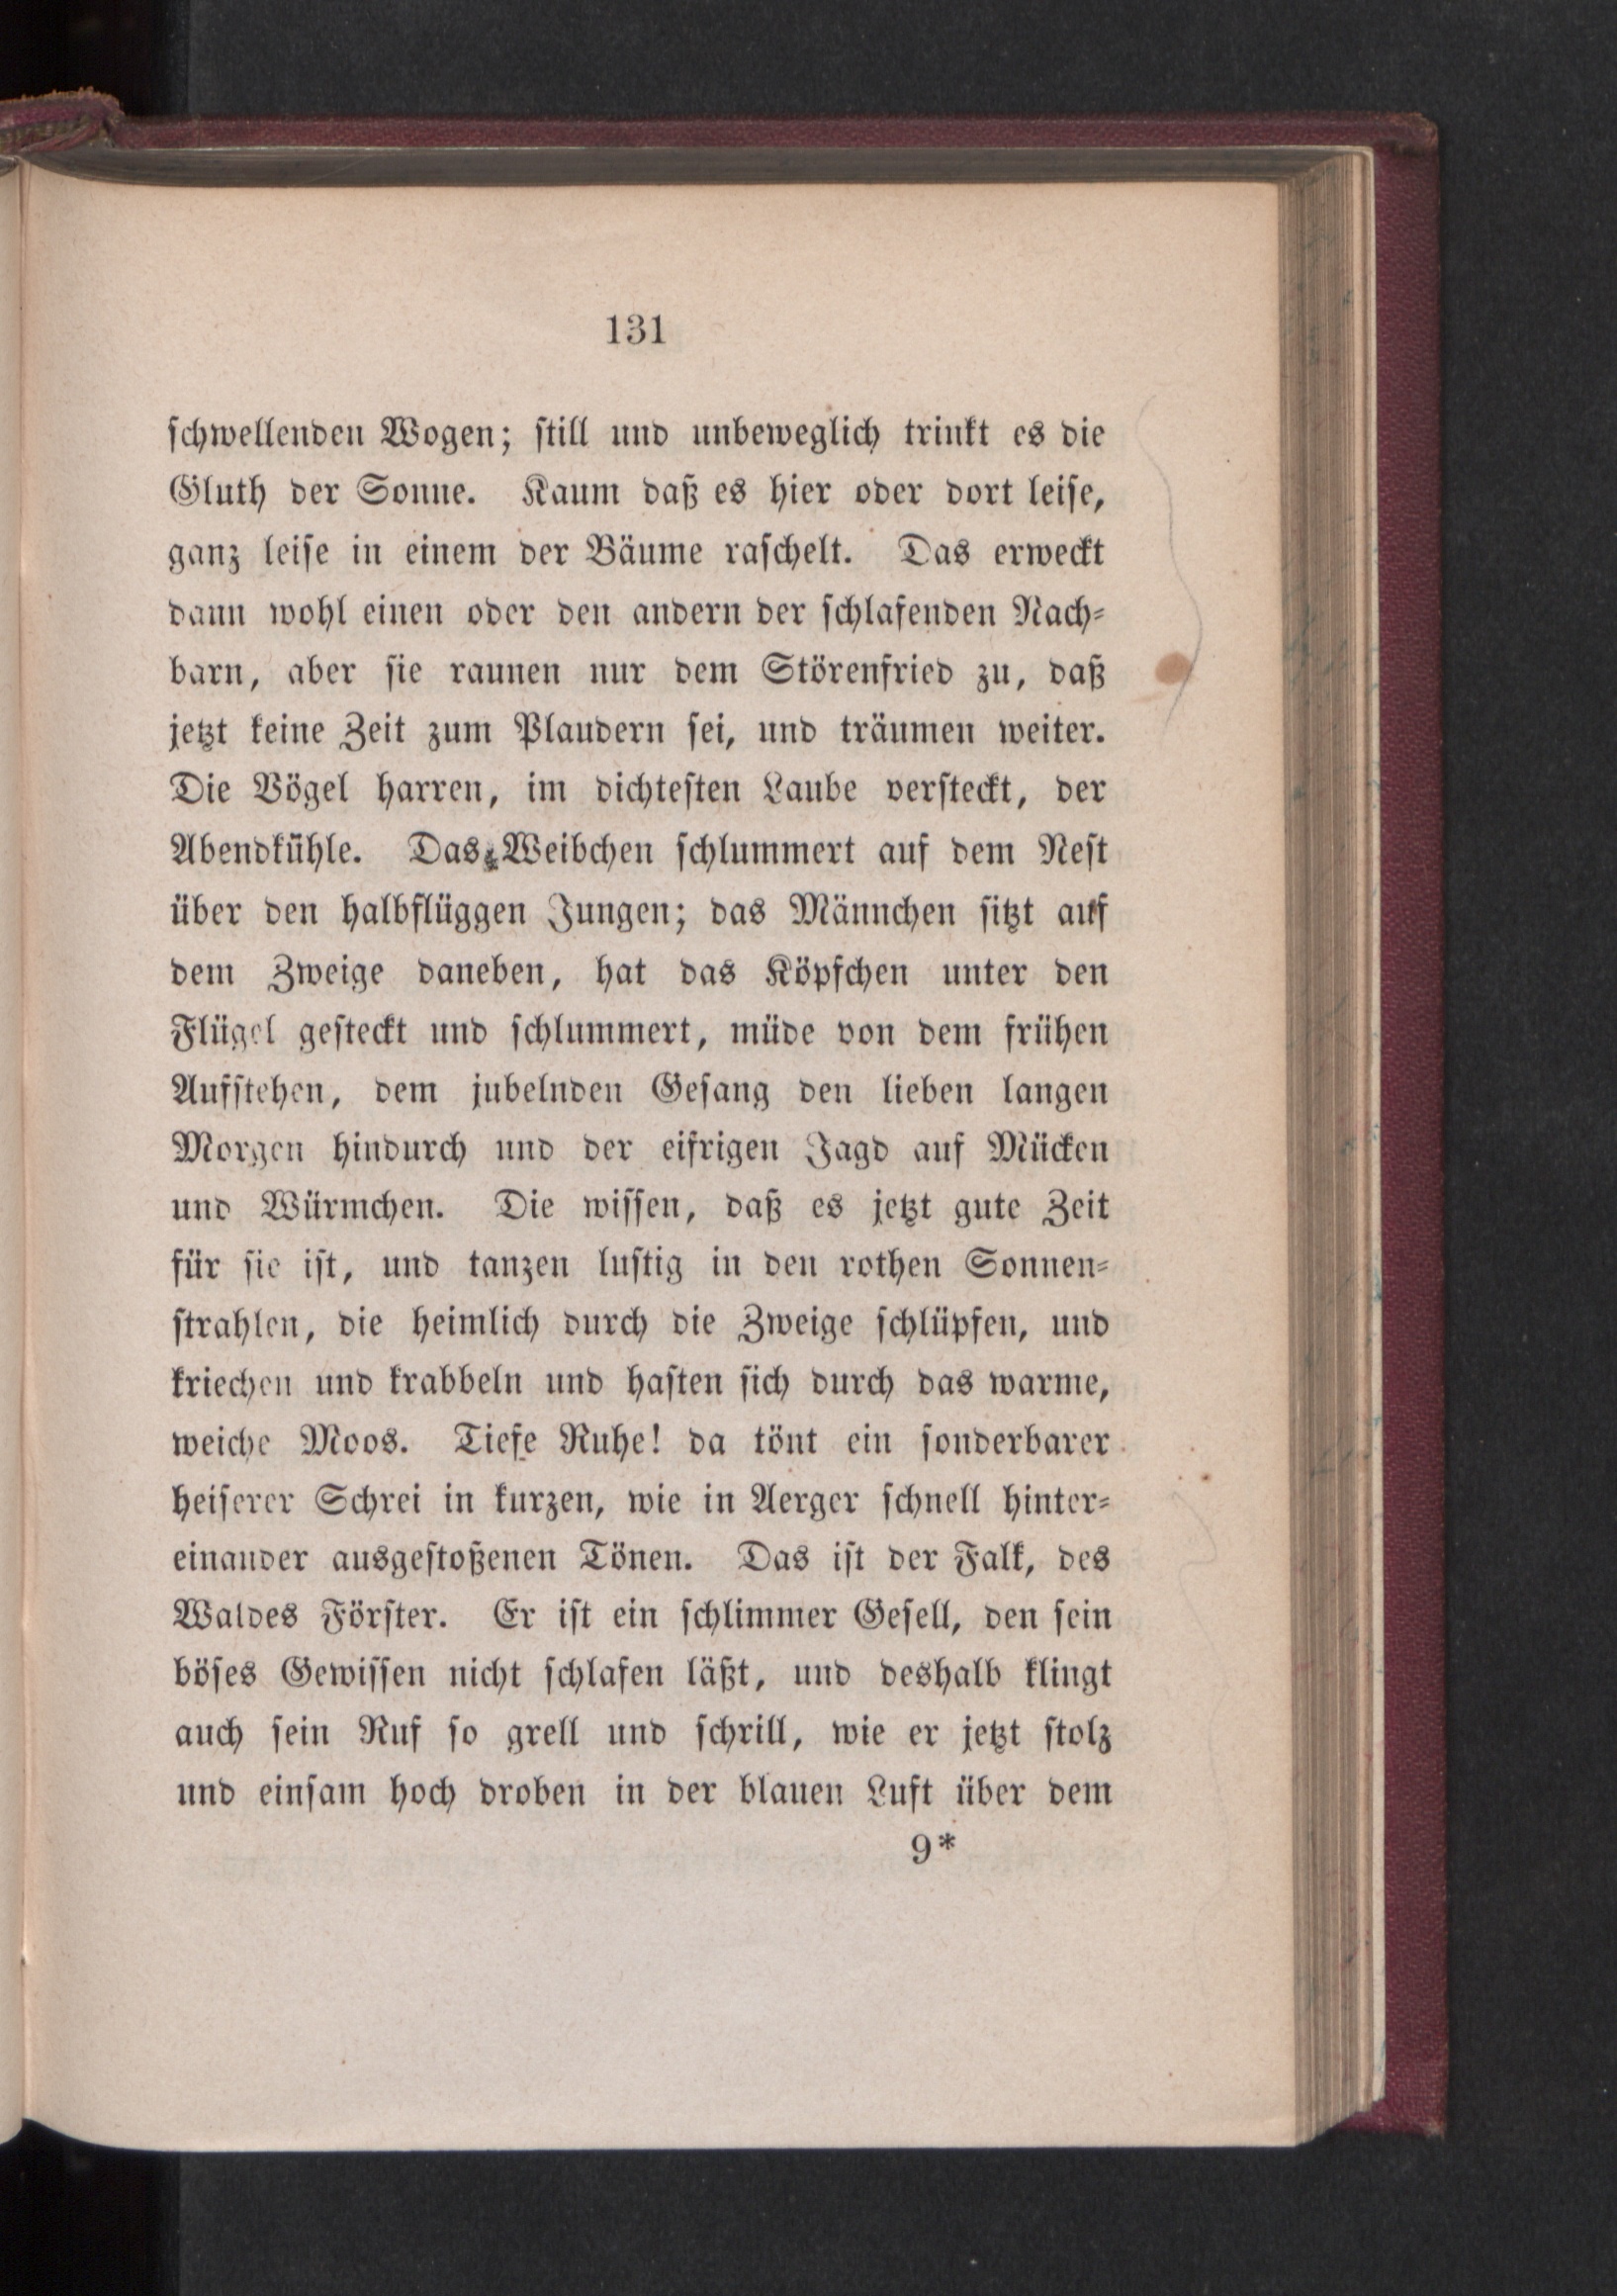 131
schwellenden Wogen; still und unbeweglich trinkt es die
Gluth der Sonne. Kaum daß es hier oder dort leise,
ganz leise in einem der Bäume raschelt. Das erweckt
dann wohl einen oder den andern der schlafenden Nach-
barn, aber sie raunen nur dem Störenfried zu, daß
jetzt keine Zeit zum Plaudern sei, und träumen weiter.
Die Vögel harren, im dichtesten Laube versteckt, der
Abendkühle. Das Weibchen schlummert auf dem Nest
über den halbflüggen Jungen; das Männchen sitzt auf
dem Zweige daneben, hat das Köpfchen unter den
Flügel gesteckt und schlummert, müde von dem frühen
Aufstehen, dem jubelnden Gesang den lieben langen
Morgen hindurch und der eifrigen Jagd auf Mücken
und Würmchen. Die wissen, daß es jetzt gute Zeit
für sie ist, und tanzen lustig in den rothen Sonnen-
strahlen, die heimlich durch die Zweige schlüpfen, und
kriechen und krabbeln und hasten sich durch das warme,
weiche Moos. Tiefe Ruhe! da tönt ein sonderbarer
heiserer Schrei in kurzen, wie in Aerger schnell hinter-
einander ausgestoßenen Tönen. Das ist der Falk, des
Waldes Förster. Er ist ein schlimmer Gesell, den sein
böses Gewissen nicht schlafen läßt, und deshalb klingt
auch sein Ruf so grell und schrill, wie er jetzt stolz
und einsam hoch droben in der blauen Luft über dem
9*